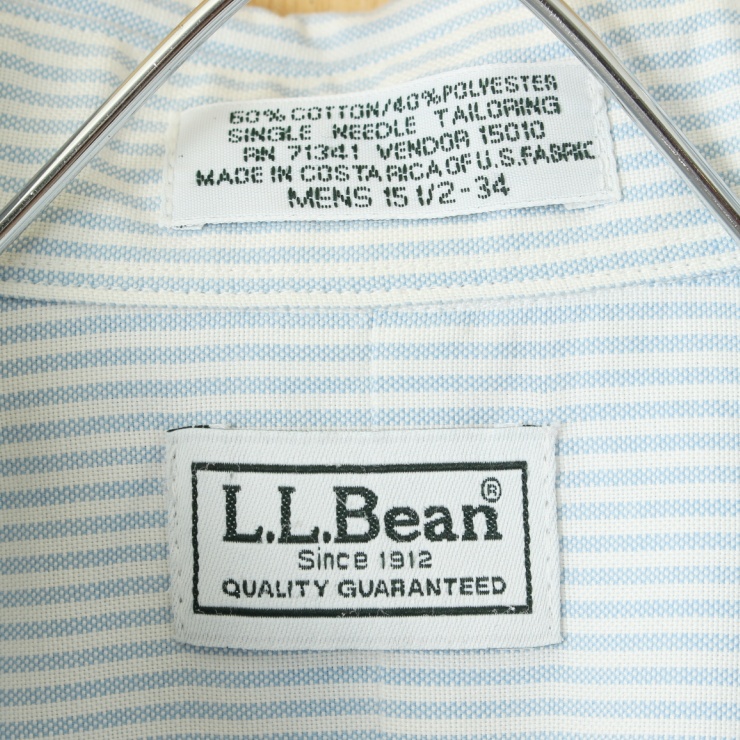 60% COTTON/40% POLYESTER
SINGLE NEEDLE TAILORING
RN 71341 VENDOR 15010
MADE IN COSTA RICA OF U.S. FABRIC
MENS 15 1/2-34
L.L.Bean®
Since 1912
QUALITY GUARANTEED